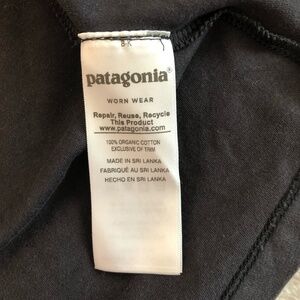 patagonia®
WORN WEAR
Repair, Reuse, Recycle
This Product
www.patagonia.com
100% ORGANIC COTTON
EXCLUSIVE OF TRIM
MADE IN SRI LANKA
FABRIQUÉ AU SRI LANKA
HECHO EN SRI LANKA